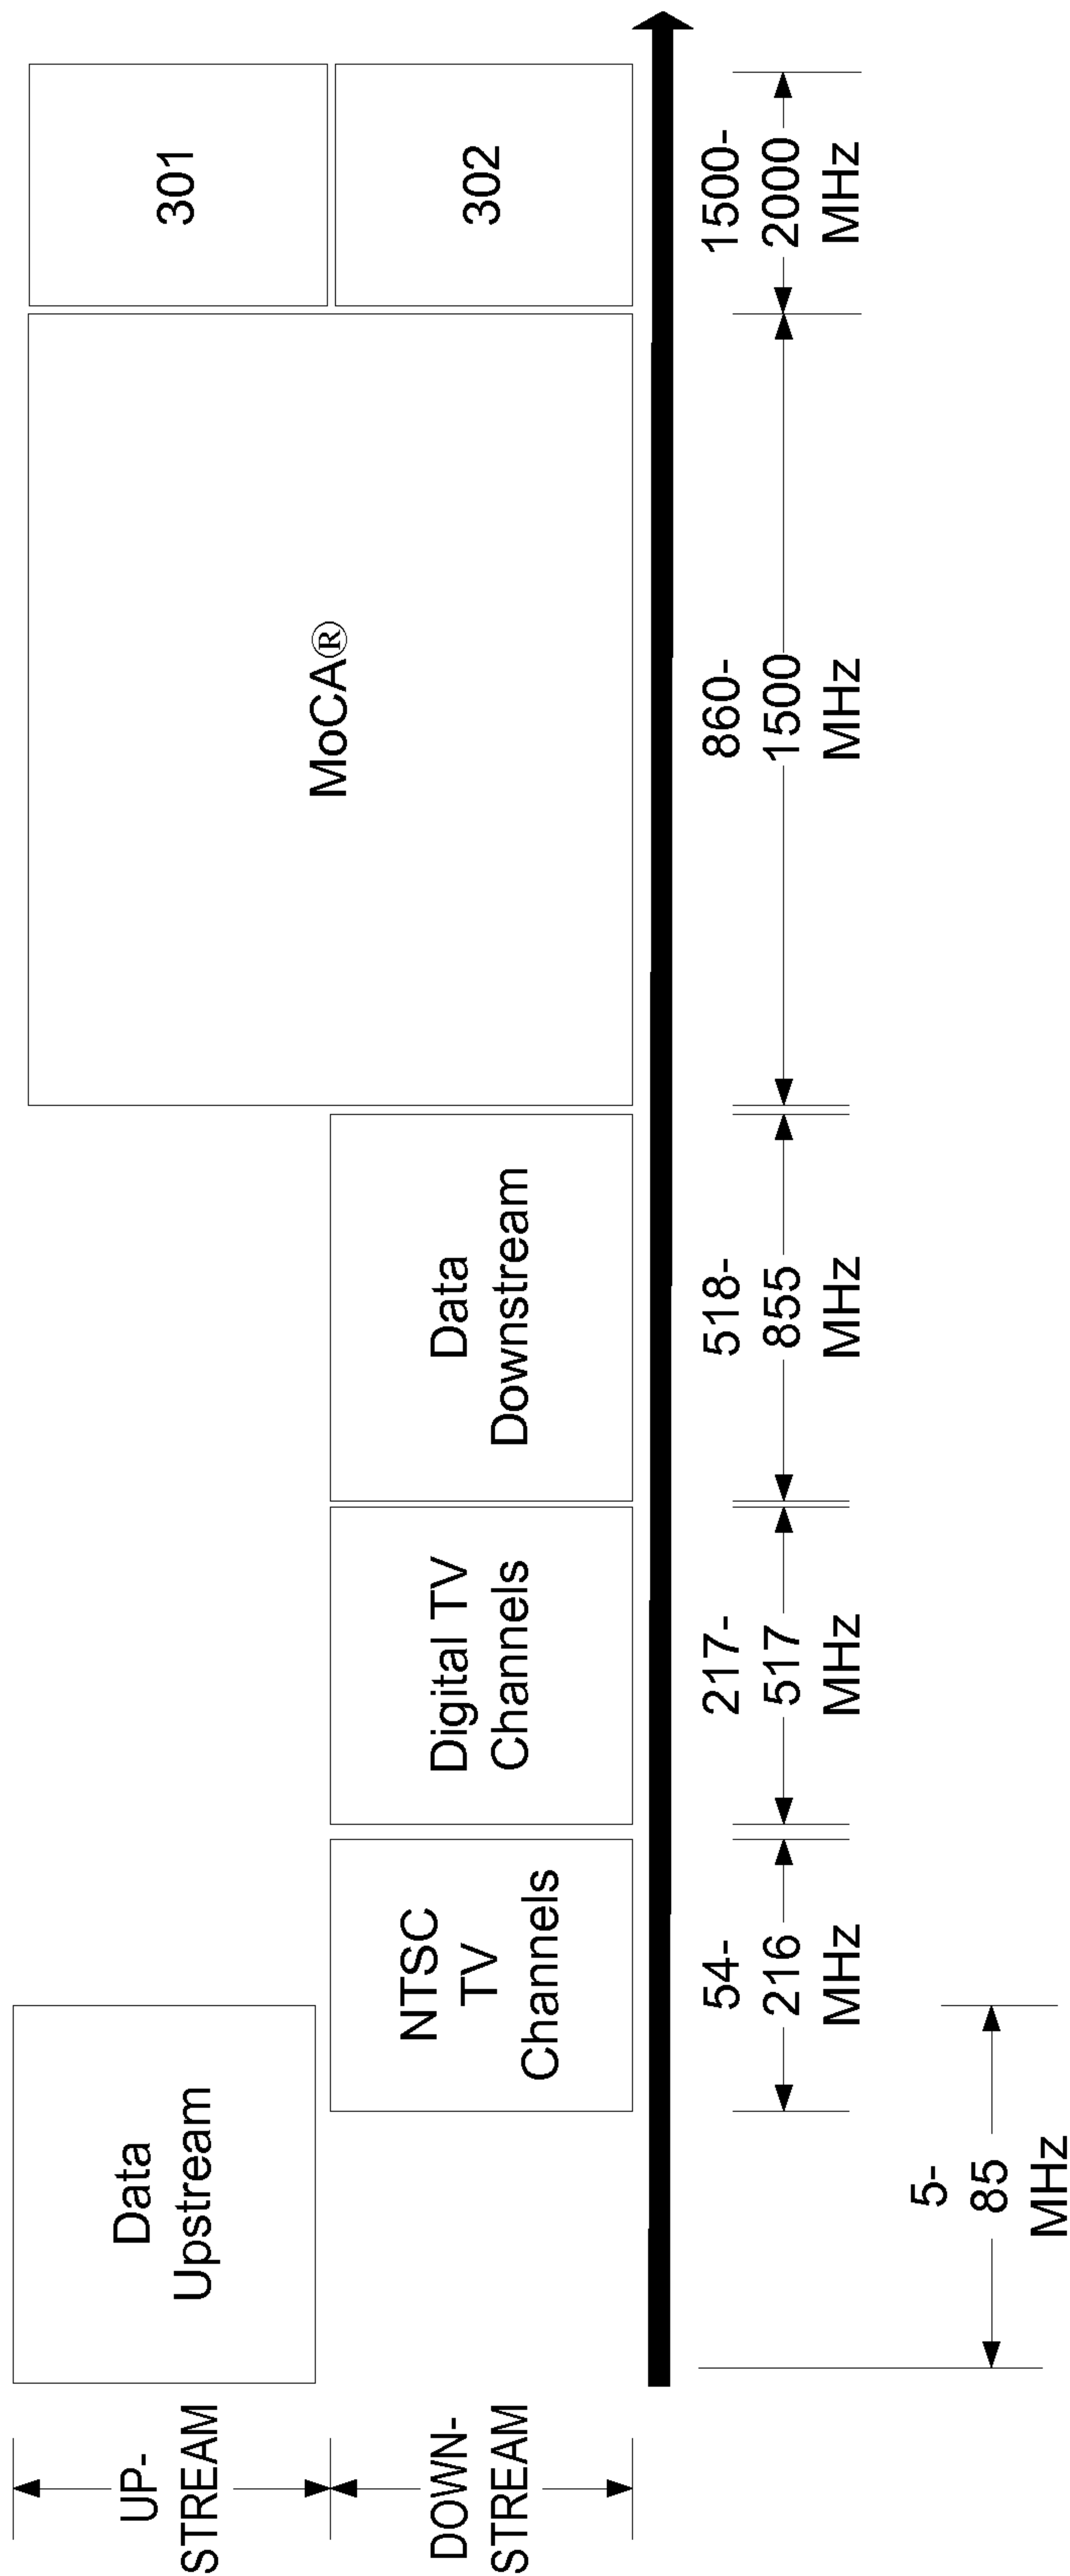 UP-
STREAM
DOWN-
STREAM
Data
Upstream
NTSC
TV
Channels
Digital TV
Channels
Data
Downstream
MoCA®
301
302
5-
85
MHz
54-
216
MHz
217-
517
MHz
518-
855
MHz
860-
1500
MHz
1500-
2000
MHz